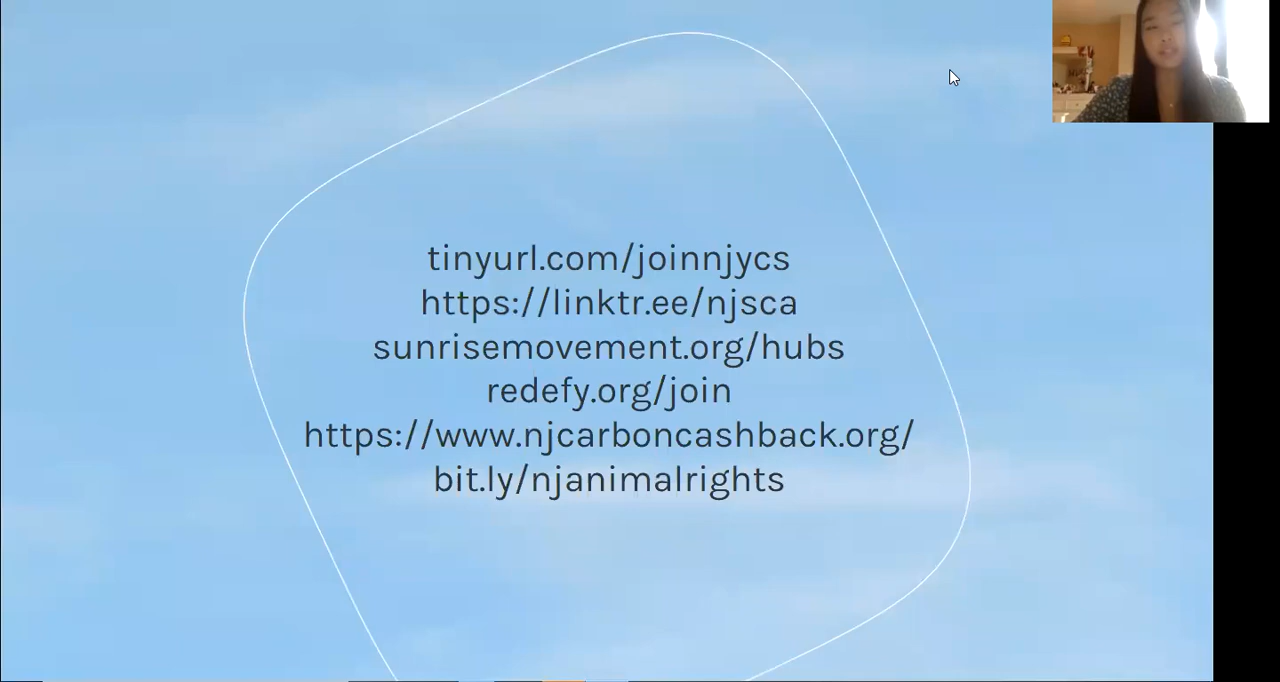 tinyurl.com/joinnjycs
https://linktr.ee/njsca
sunrisemovement.org/hubs
redefy.org/join
https://www.njcarboncashback.org/
bit.ly/njanimalrights